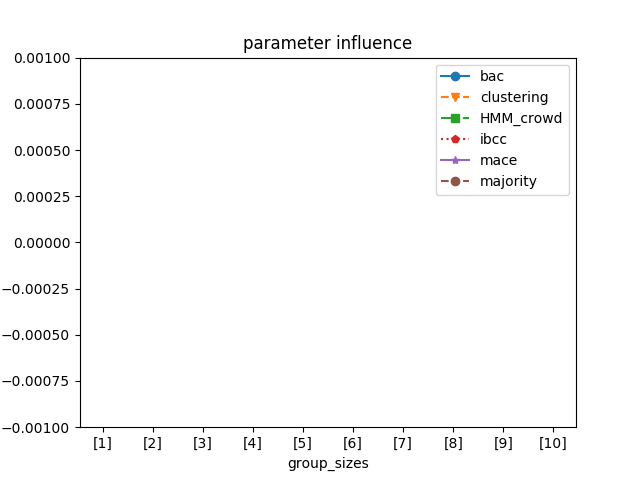 parameter influence
0.00100
0.00075
0.00050
0.00025
0.00000
−0.00025
−0.00050
−0.00075
−0.00100
bac
clustering
HMM_crowd
ibcc
mace
majority
[1] [2] [3] [4] [5] [6] [7] [8] [9] [10]
group_sizes